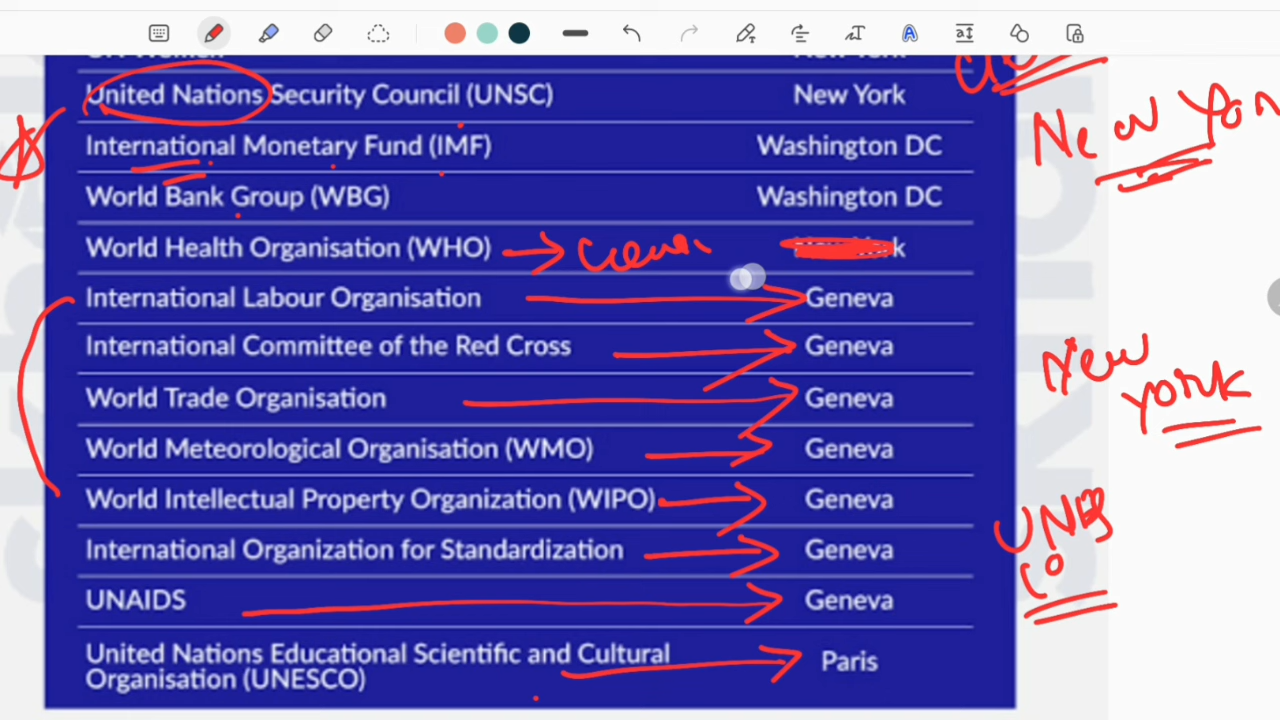 United Nations Security Council (UNSC) New York
New Yor
International Monetary Fund (IMF) Washington DC
World Bank Group (WBG) Washington DC
World Health Organisation (WHO) k
International Labour Organisation Geneva
International Committee of the Red Cross Geneva
New
York
World Trade Organisation Geneva
World Meteorological Organisation (WMO) Geneva
World Intellectual Property Organization (WIPO) Geneva
International Organization for Standardization Geneva
CO
UNAIDS Geneva
United Nations Educational Scientific and Cultural
Organisation (UNESCO) Paris